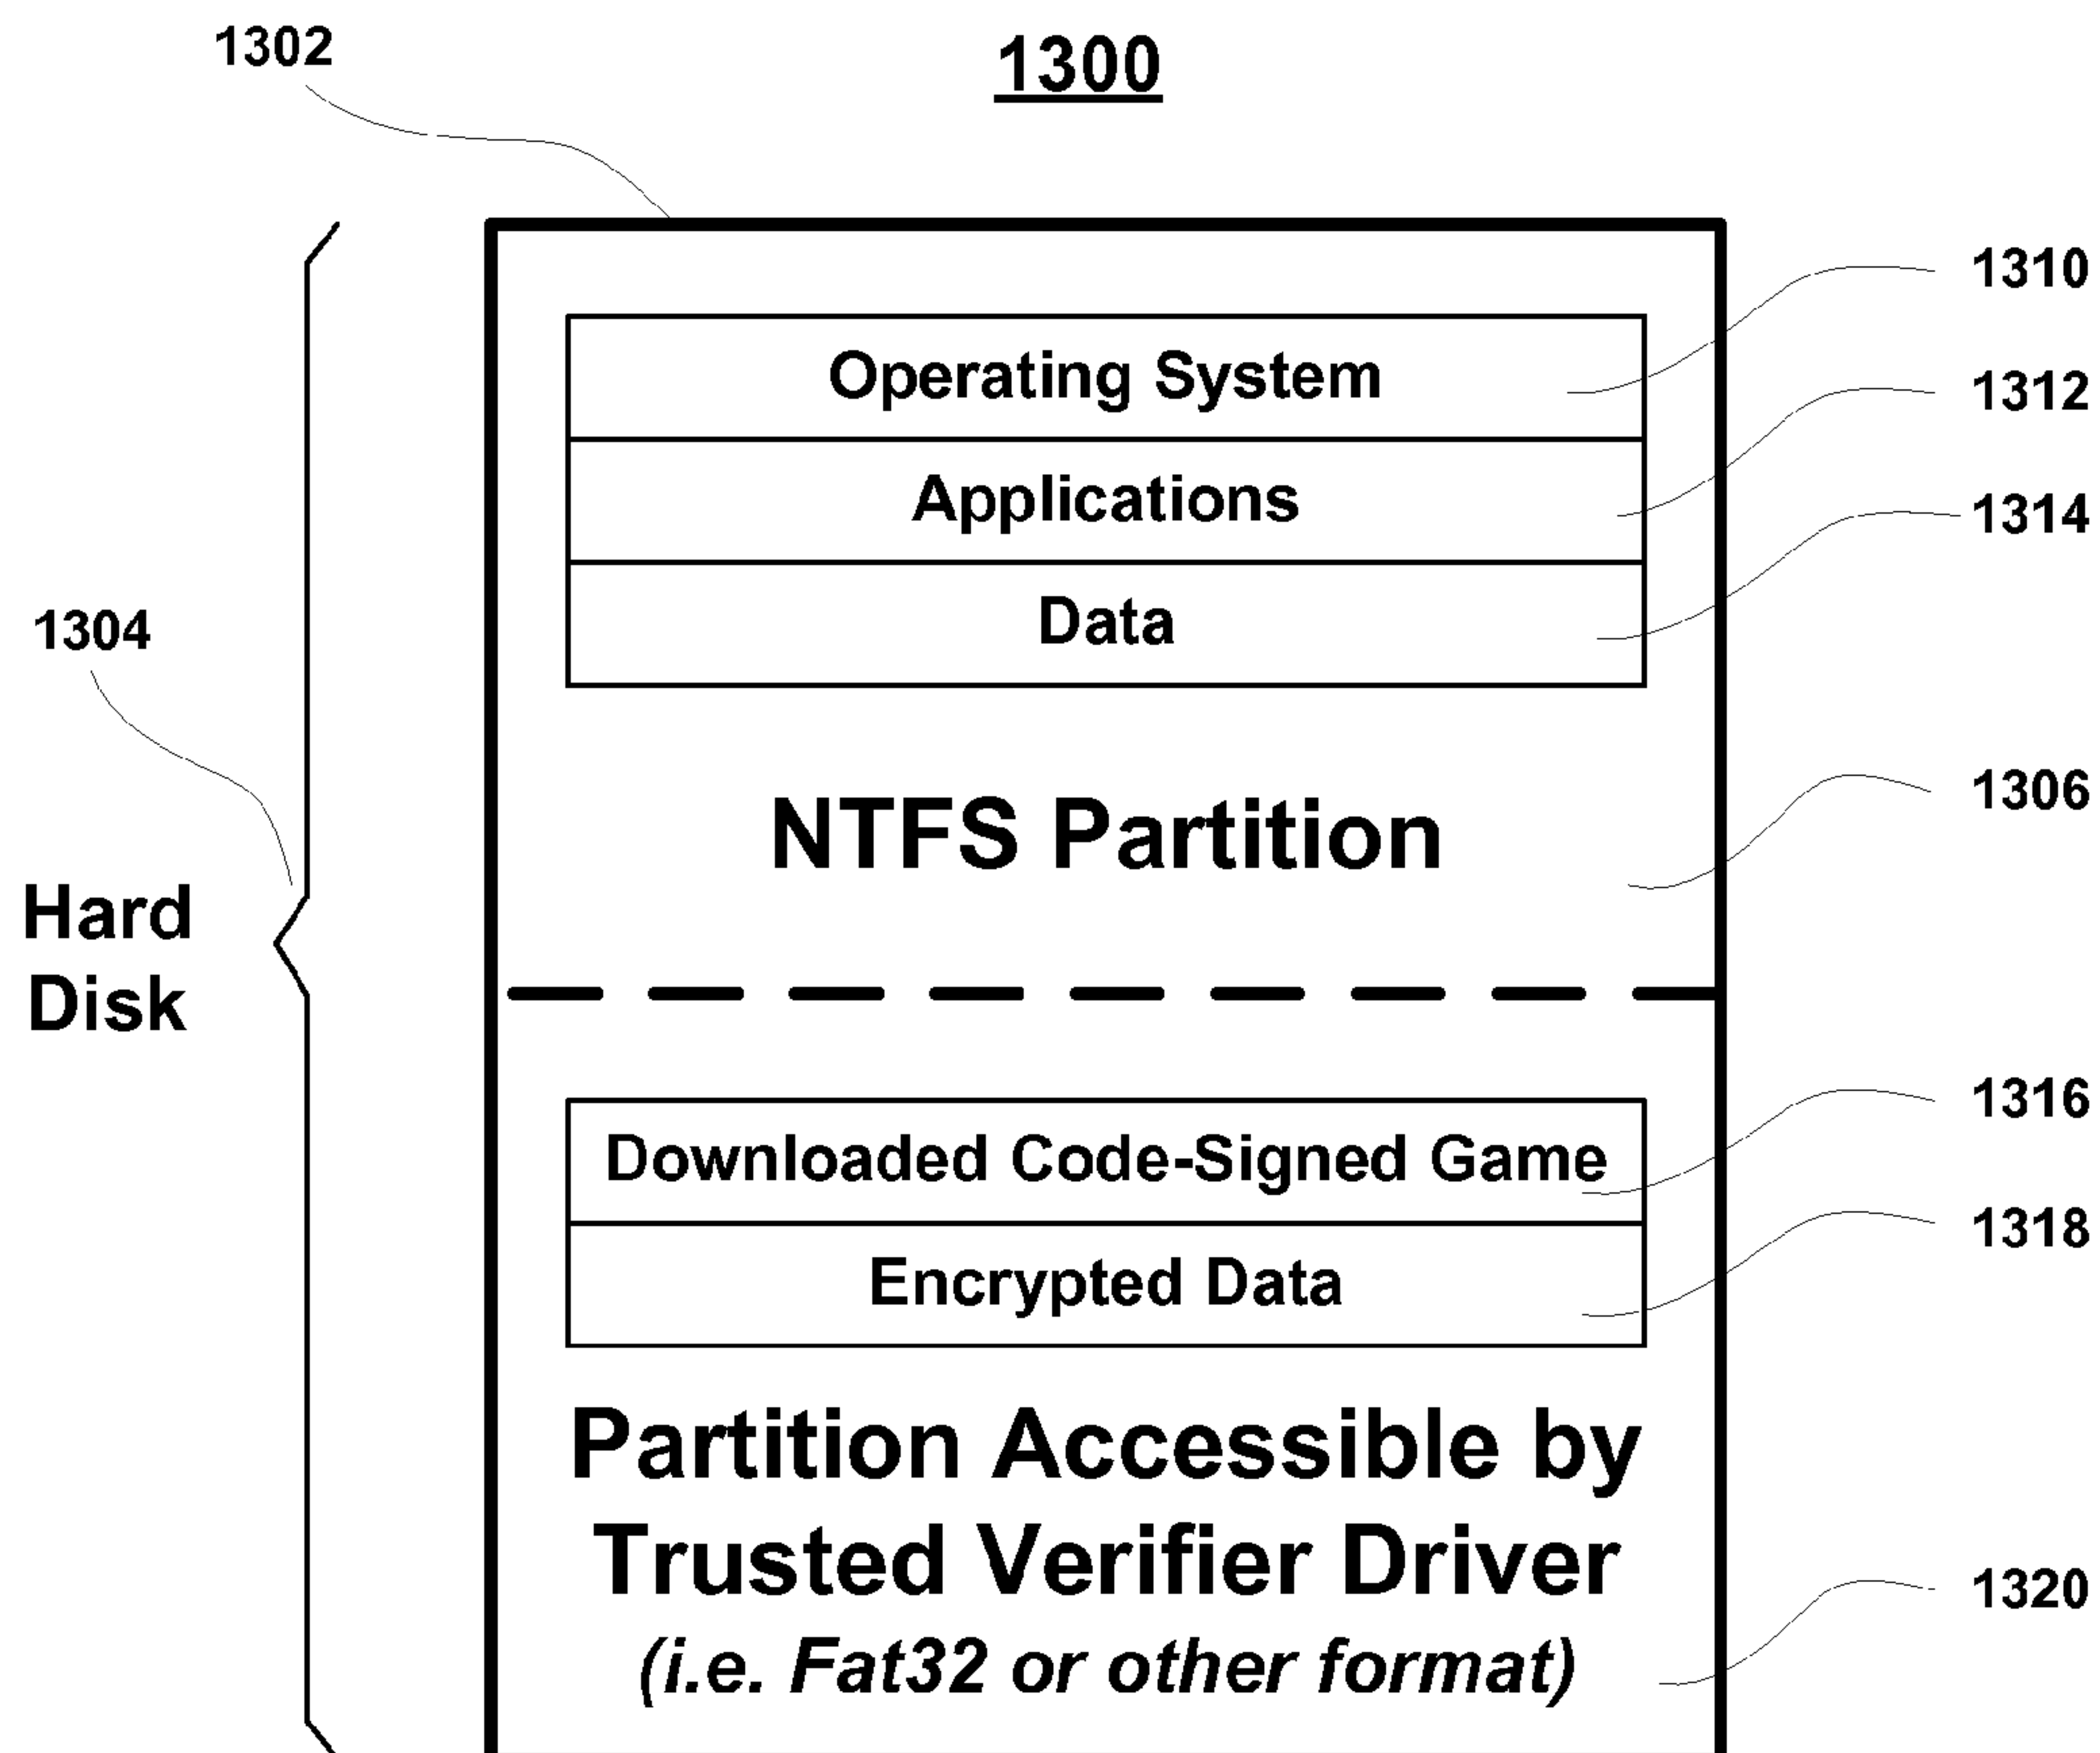 1302
1300
1310
Operating System
1312
Applications
1314
Data
1304
NTFS Partition
1306
Hard
Disk
1316
Downloaded Code-Signed Game
1318
Encrypted Data
Partition Accessible by
Trusted Verifier Driver
1320
(i.e. Fat32 or other format)